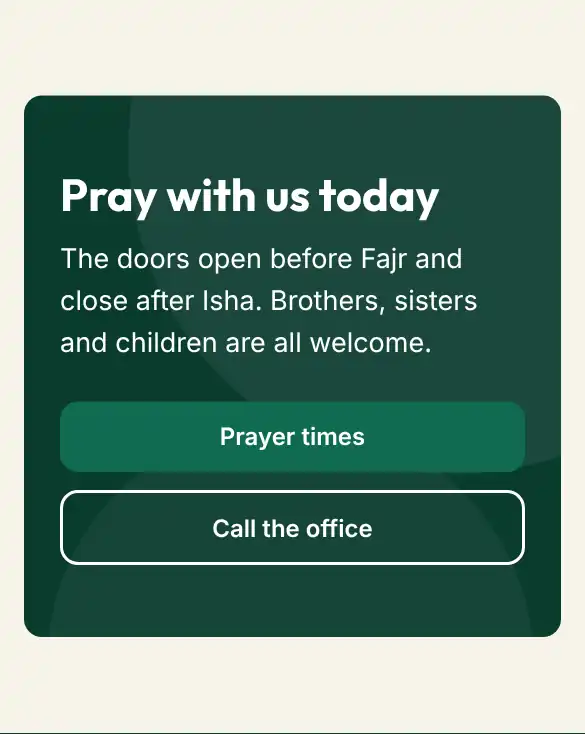 Pray with us today
The doors open before Fajr and
close after Isha. Brothers, sisters
and children are all welcome.
Prayer times
Call the office